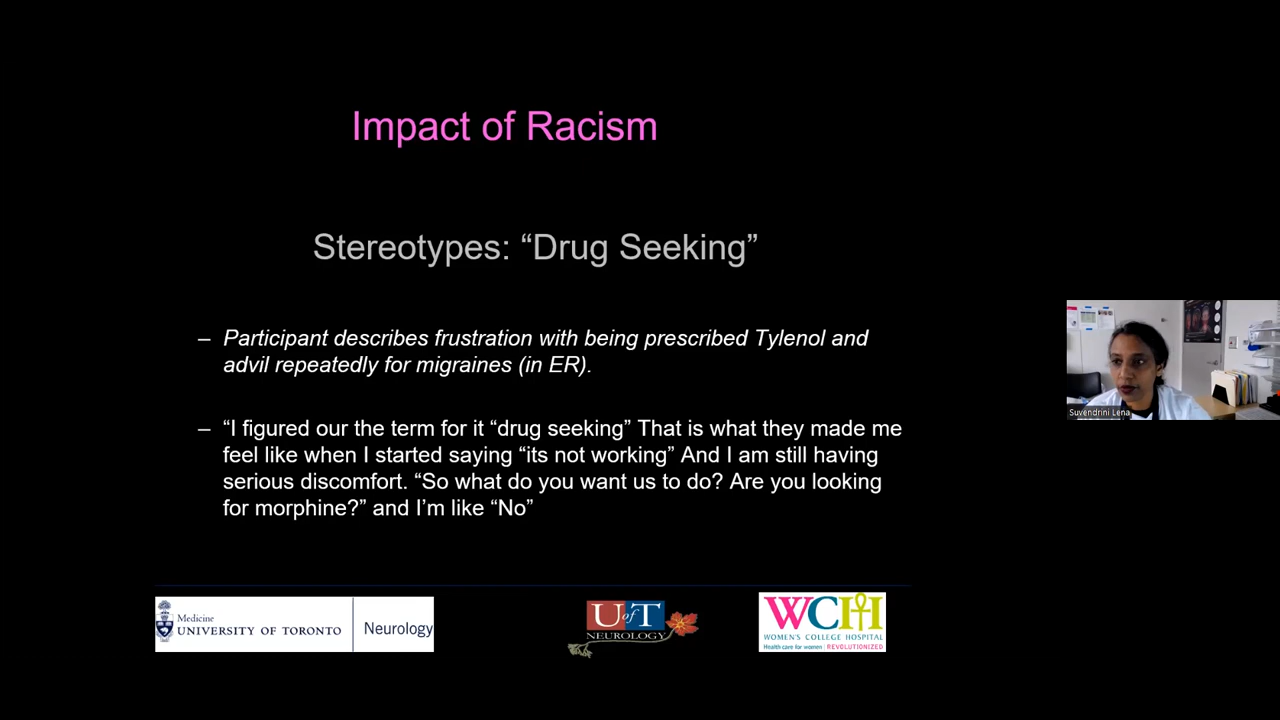 Impact of Racism
Stereotypes: “Drug Seeking”
– Participant describes frustration with being prescribed Tylenol and
advil repeatedly for migraines (in ER).
– “I figured our the term for it “drug seeking” That is what they made me
feel like when I started saying “its not working” And I am still having
serious discomfort. “So what do you want us to do? Are you looking
for morphine?” and I’m like “No”
Suvendrini Lena
Medicine
UNIVERSITY OF TORONTO
Neurology
U of T
NEUROLOGY
WCH
WOMEN'S COLLEGE HOSPITAL
Health care for women | REVOLUTIONIZED